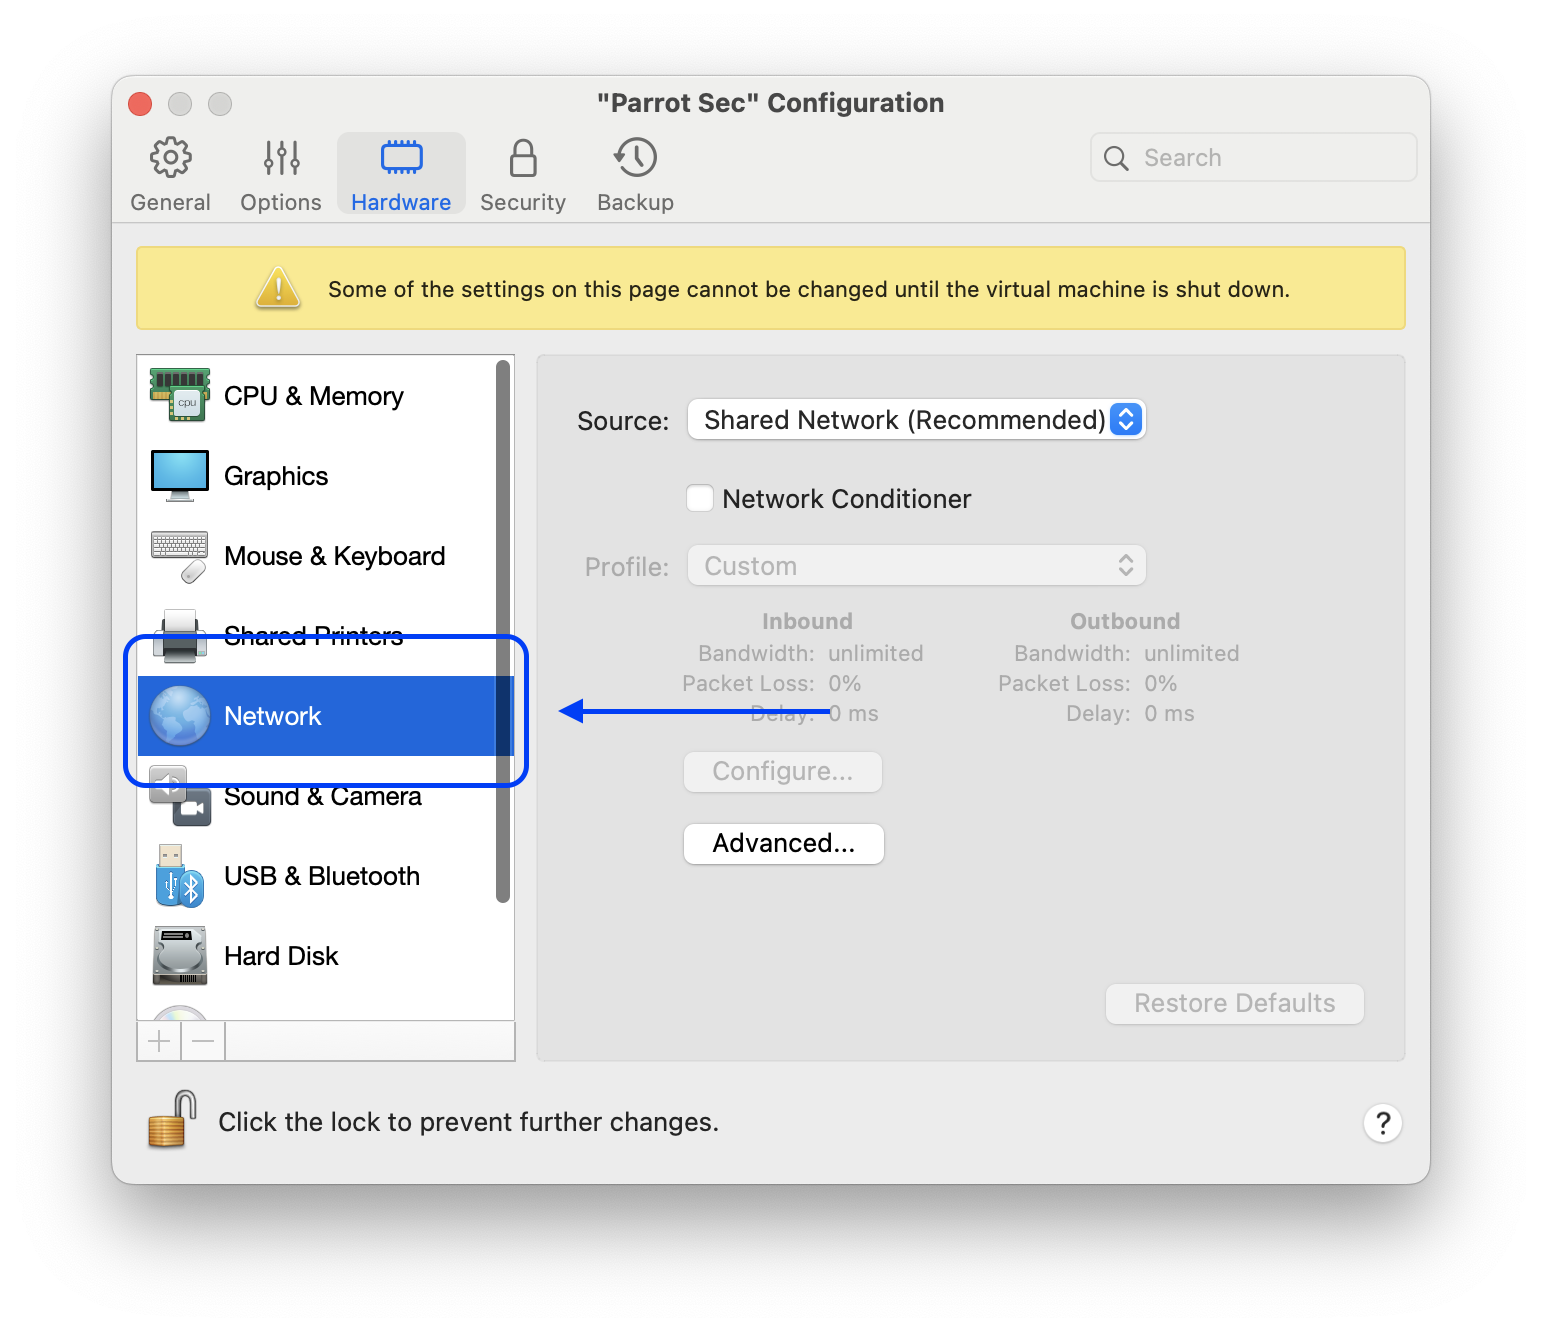 "Parrot Sec" Configuration
General Options Hardware Security Backup Search
Some of the settings on this page cannot be changed until the virtual machine is shut down.
cpu
CPU & Memory
Graphics
Mouse & Keyboard
Shared Printers
Network
Sound & Camera
USB & Bluetooth
Hard Disk
Source: Shared Network (Recommended)
Network Conditioner
Profile: Custom
Inbound Outbound
Bandwidth: unlimited Bandwidth: unlimited
Packet Loss: 0% Packet Loss: 0%
Delay: 0 ms Delay: 0 ms
Configure...
Advanced...
Restore Defaults
Click the lock to prevent further changes.
?